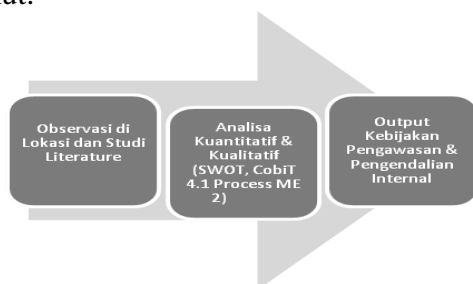 Observasi di
Lokasi dan Studi
Literature
Analisa
Kuantitatif &
Kualitatif
(SWOT, CobiT
4.1 Process ME
2)
Output
Kebijakan
Pengawasan &
Pengendalian
Internal